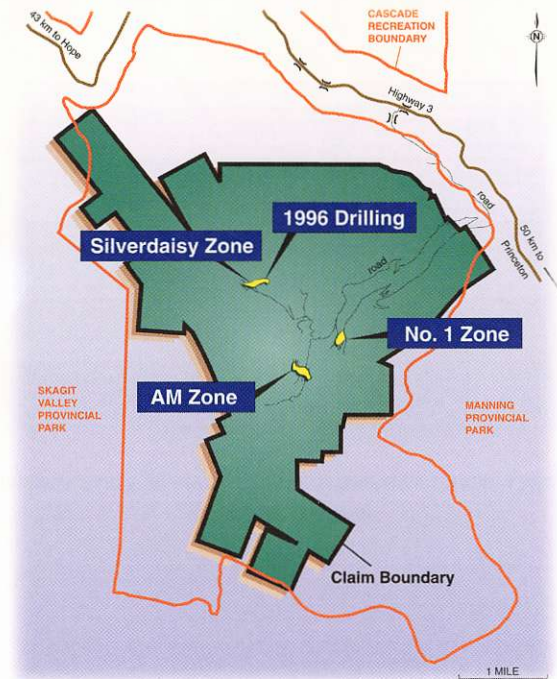 43 km to Hope
CASCADE
RECREATION
BOUNDARY
N
Highway 3
road
50 km to
Princeton
1996 Drilling
Silverdaisy Zone
road
No. 1 Zone
AM Zone
SKAGIT
VALLEY
PROVINCIAL
PARK
MANNING
PROVINCIAL
PARK
Claim Boundary
1 MILE